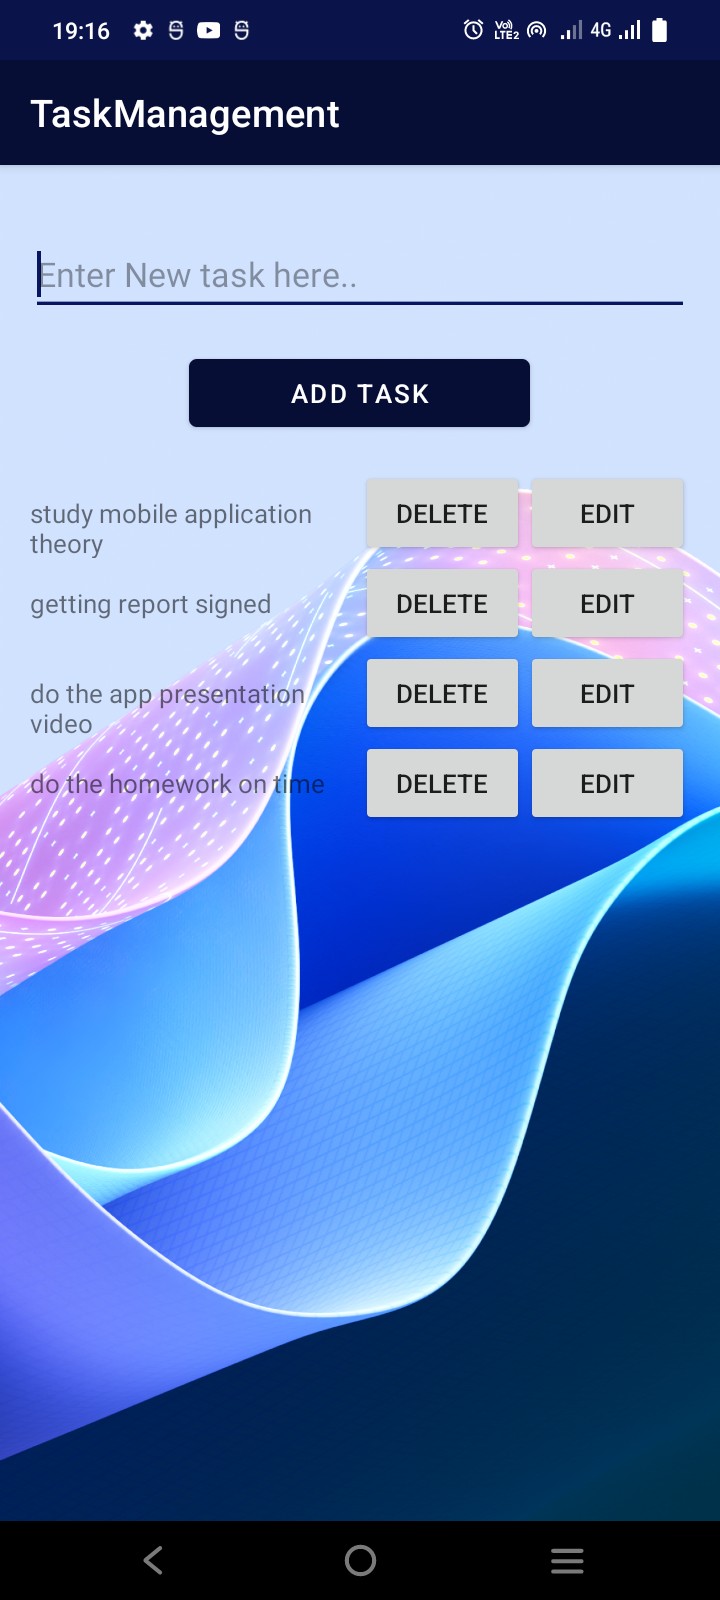 19:16 Vo) LTE2 4G
TaskManagement
Enter New task here..
ADD TASK
study mobile application
theory
DELETE EDIT
getting report signed DELETE EDIT
do the app presentation
video
DELETE EDIT
do the homework on time DELETE EDIT